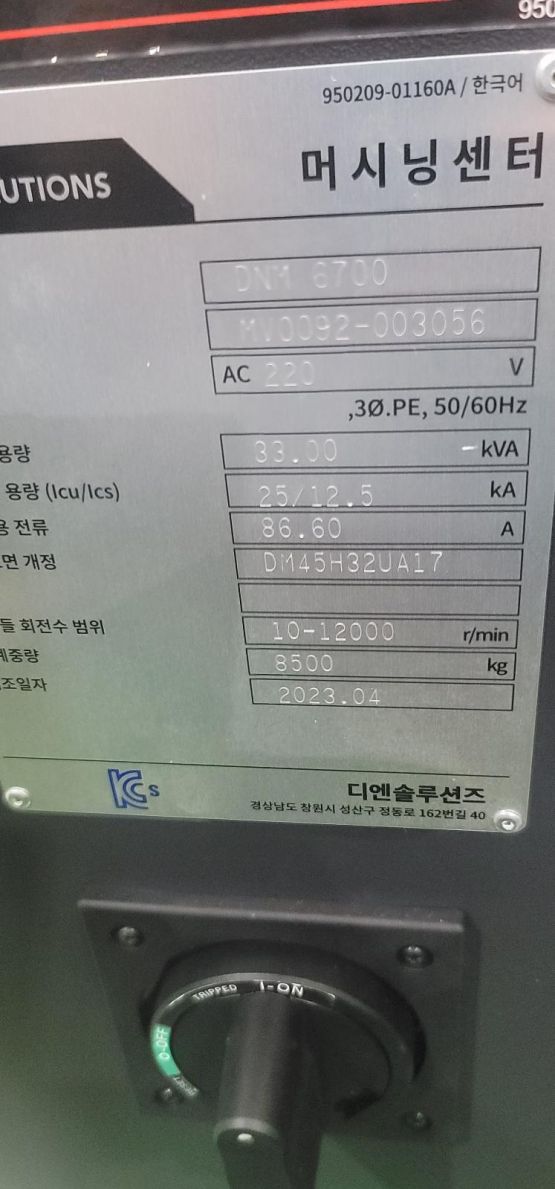 950
950209-01160A / 한국어
UTIONS
머시닝센터
DNM 6700
MV0092-003056
AC 220 V
,3Ø.PE, 50/60Hz
용량 33.00 kVA
용량 (Icu/Ics) 25/12.5 kA
용 전류 86.60 A
면 개정 DM45H32UA17
들 회전수 범위 10-12000 r/min
계중량 8500 kg
조일자 2023.04
KCs
디엔솔루션즈
경상남도 창원시 성산구 정동로 162번길 40
TRIPPED I-ON
O-OFF
RESET